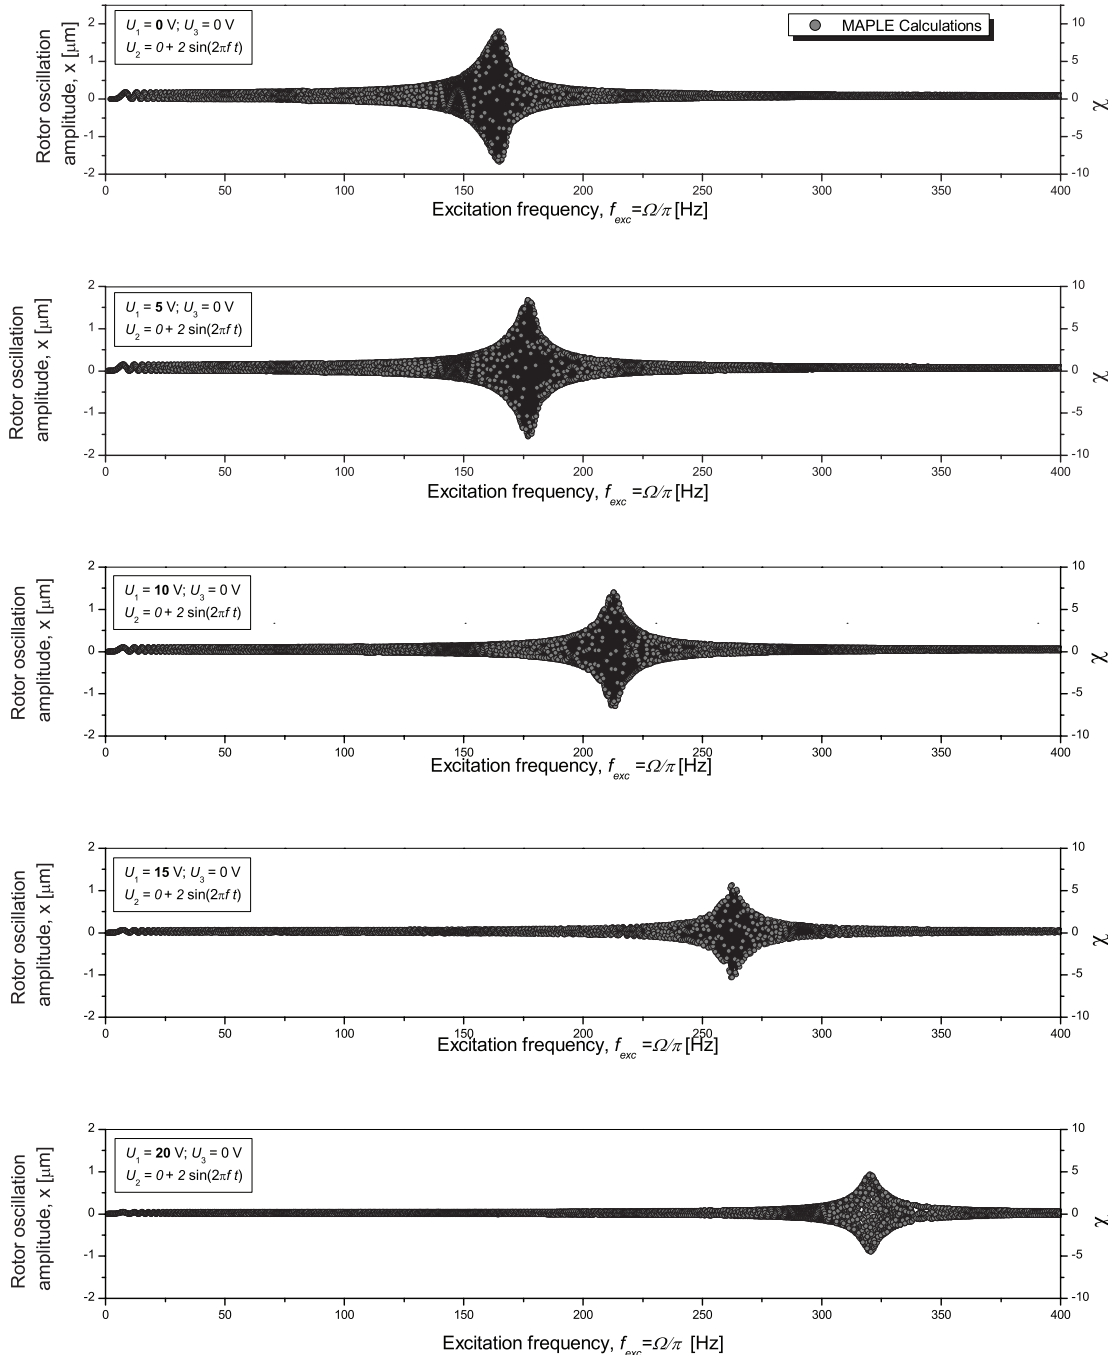 U1 = 0 V; U3 = 0 V
U2 = 0 + 2 sin(2πf t)
MAPLE Calculations
Rotor oscillation
amplitude, x [μm]
2
1
0
-1
-2
10
5
0
-5
-10
χ
0 50 100 150 200 250 300 350 400
Excitation frequency, fexc=Ω/π [Hz]
U1 = 5 V; U3 = 0 V
U2 = 0 + 2 sin(2πf t)
Rotor oscillation
amplitude, x [μm]
2
1
0
-1
-2
10
5
0
-5
-10
χ
0 50 100 150 200 250 300 350 400
Excitation frequency, fexc =Ω/π [Hz]
U1 = 10 V; U3 = 0 V
U2 = 0 + 2 sin(2πf t)
Rotor oscillation
amplitude, x [μm]
2
1
0
-1
-2
10
5
0
-5
-10
χ
0 50 100 150 200 250 300 350 400
Excitation frequency, fexc =Ω/π [Hz]
U1 = 15 V; U3 = 0 V
U2 = 0 + 2 sin(2πf t)
Rotor oscillation
amplitude, x [μm]
2
1
0
-1
-2
10
5
0
-5
-10
χ
0 50 100 150 200 250 300 350 400
Excitation frequency, fexc =Ω/π [Hz]
U1 = 20 V; U3 = 0 V
U2 = 0 + 2 sin(2πf t)
Rotor oscillation
amplitude, x [μm]
2
1
0
-1
-2
10
5
0
-5
-10
χ
0 50 100 150 200 250 300 350 400
Excitation frequency, fexc=Ω/π [Hz]